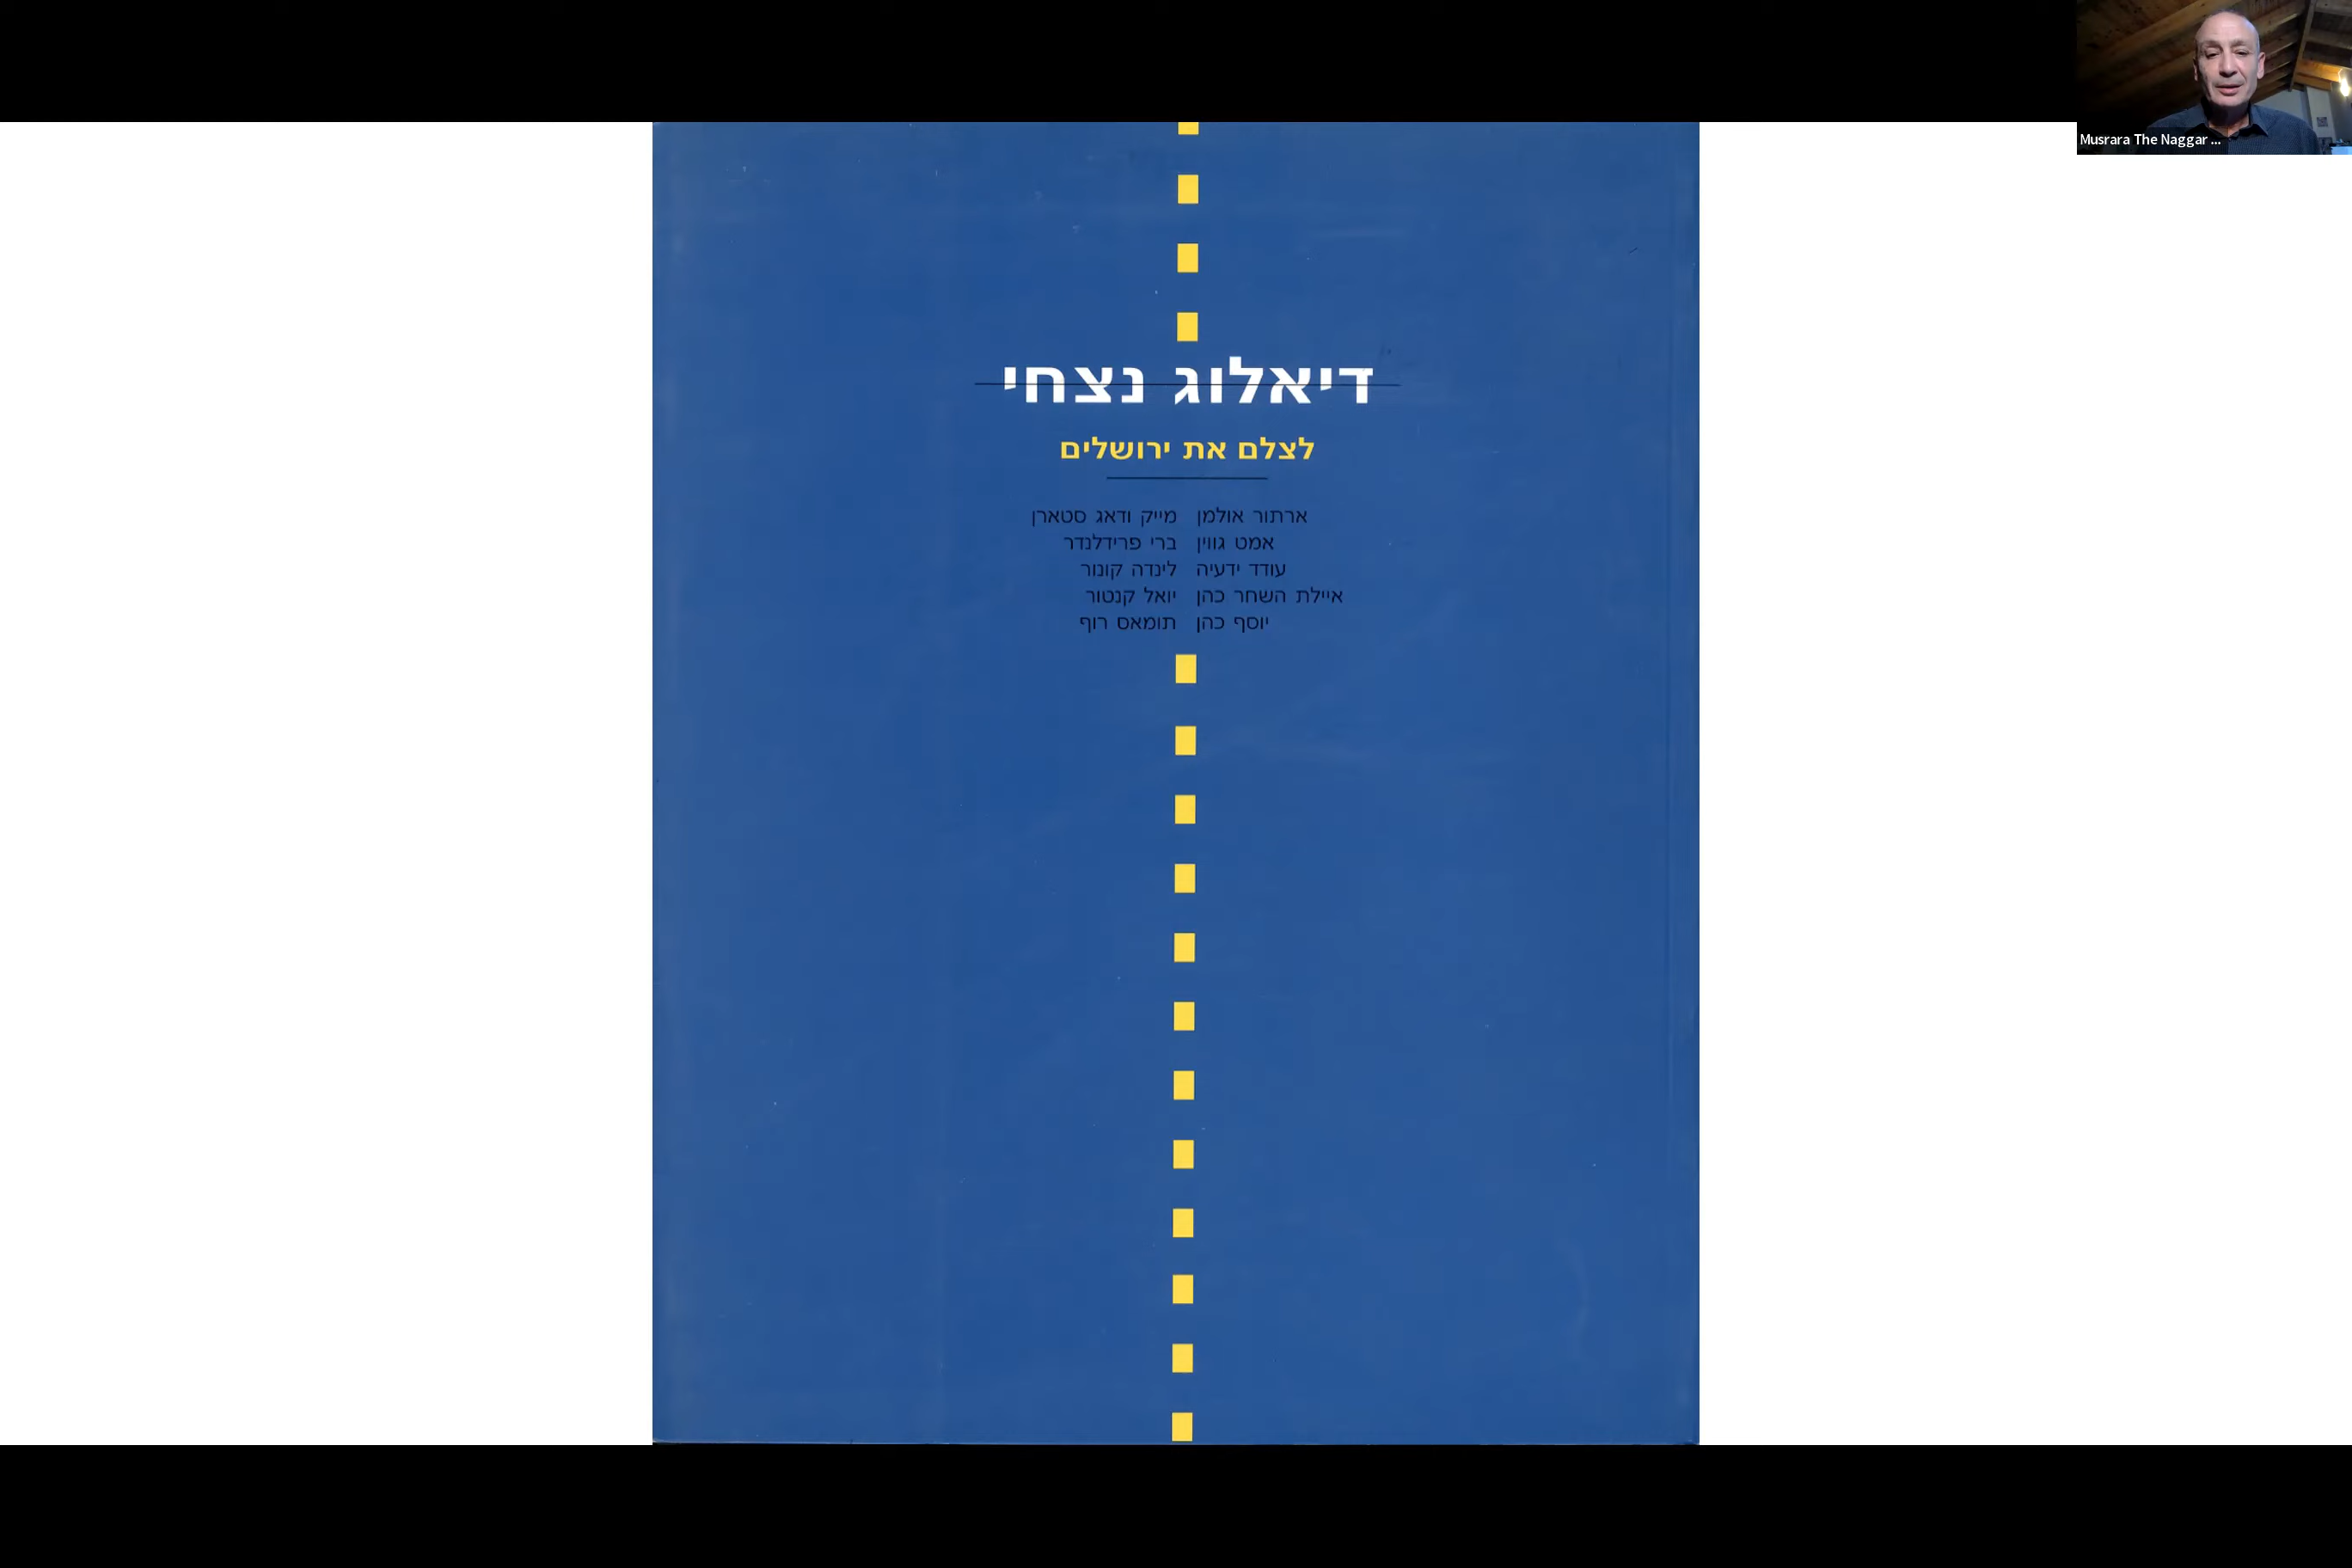 Musrara The Naggar ...
דיאלוג נצחי
לצלם את ירושלים
ארתור אולמן מייק ודאג סטארן
אמט גווין ברי פרידלנדר
עודד ידעיה לינדה קונור
איילת השחר כהן יואל קנטור
יוסף כהן תומאס רוף